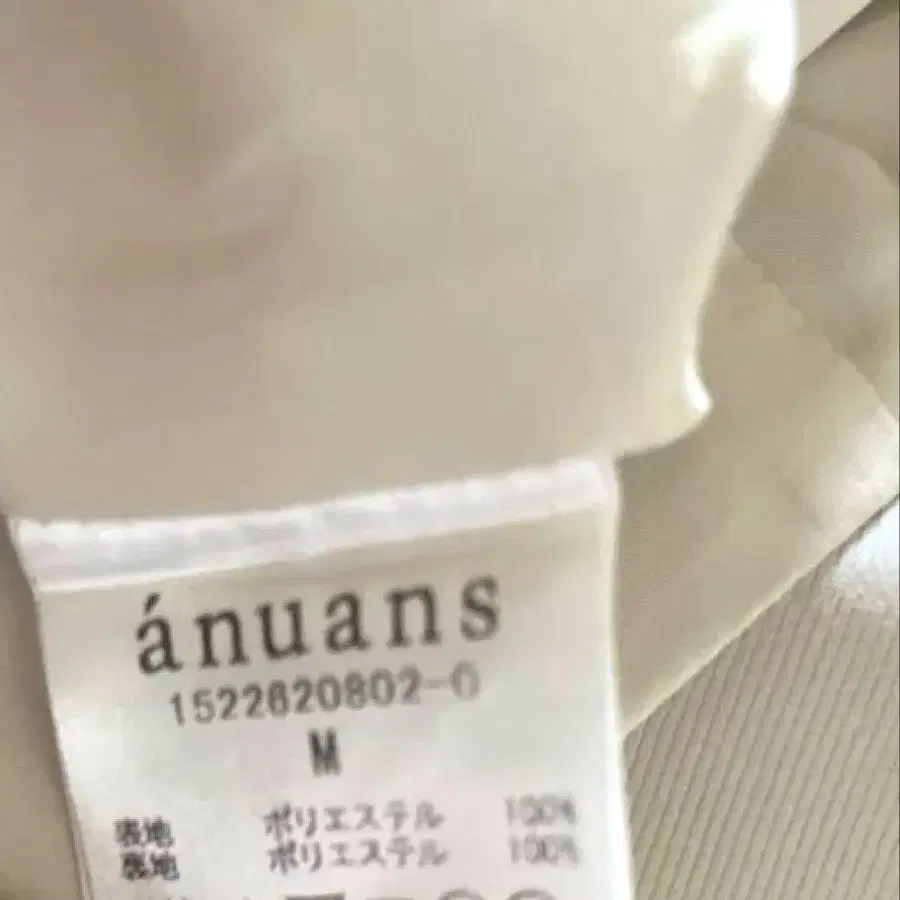 ánuans
1522620802-0
M
表地 ポリエステル 100%
裏地 ポリエステル 100%